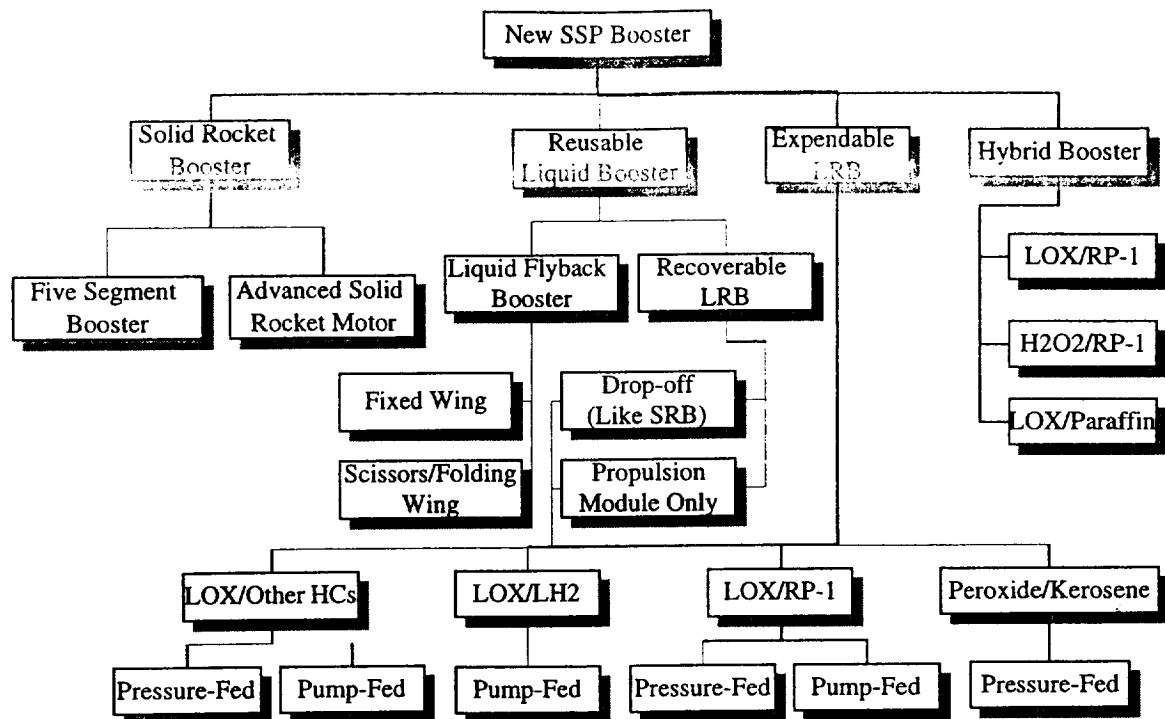 New SSP Booster
Solid Rocket
Booster
Reusable
Liquid Booster
Expendable
LRB
Hybrid Booster
Five Segment
Booster
Advanced Solid
Rocket Motor
Liquid Flyback
Booster
Recoverable
LRB
LOX/RP-1
H2O2/RP-1
LOX/Paraffin
Fixed Wing
Drop-off
(Like SRB)
Scissors/Folding
Wing
Propulsion
Module Only
LOX/Other HCs
LOX/LH2
LOX/RP-1
Peroxide/Kerosene
Pressure-Fed
Pump-Fed
Pump-Fed
Pressure-Fed
Pump-Fed
Pressure-Fed